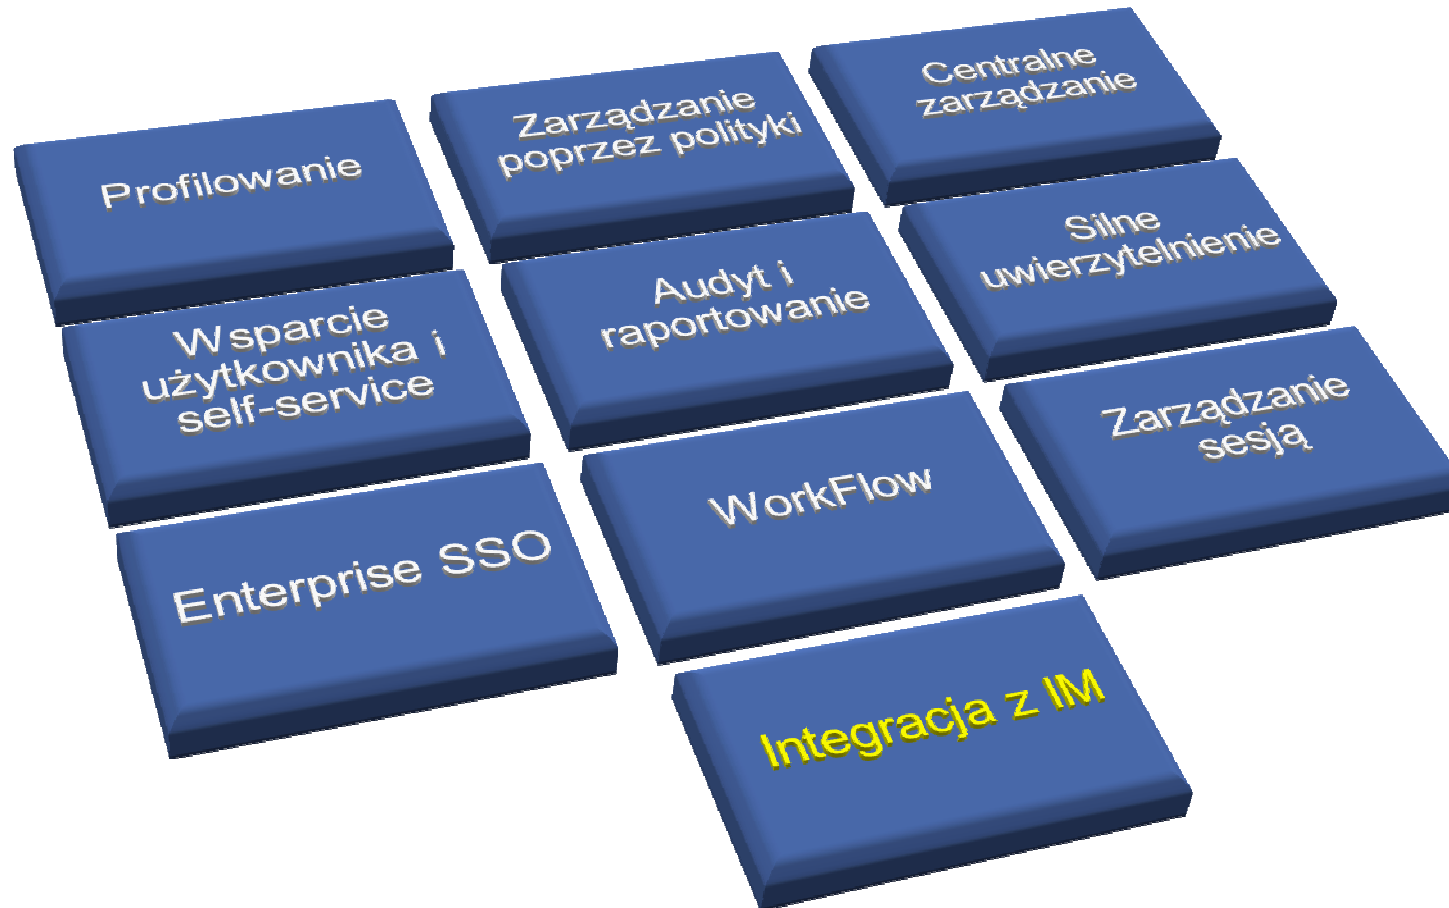 Profilowanie
Zarządzanie
poprzez polityki
Centralne
zarządzanie
Wsparcie
użytkownika i
self-service
Audyt i
raportowanie
Silne
uwierzytelnienie
Enterprise SSO
WorkFlow
Zarządzanie
sesją
Integracja z IM